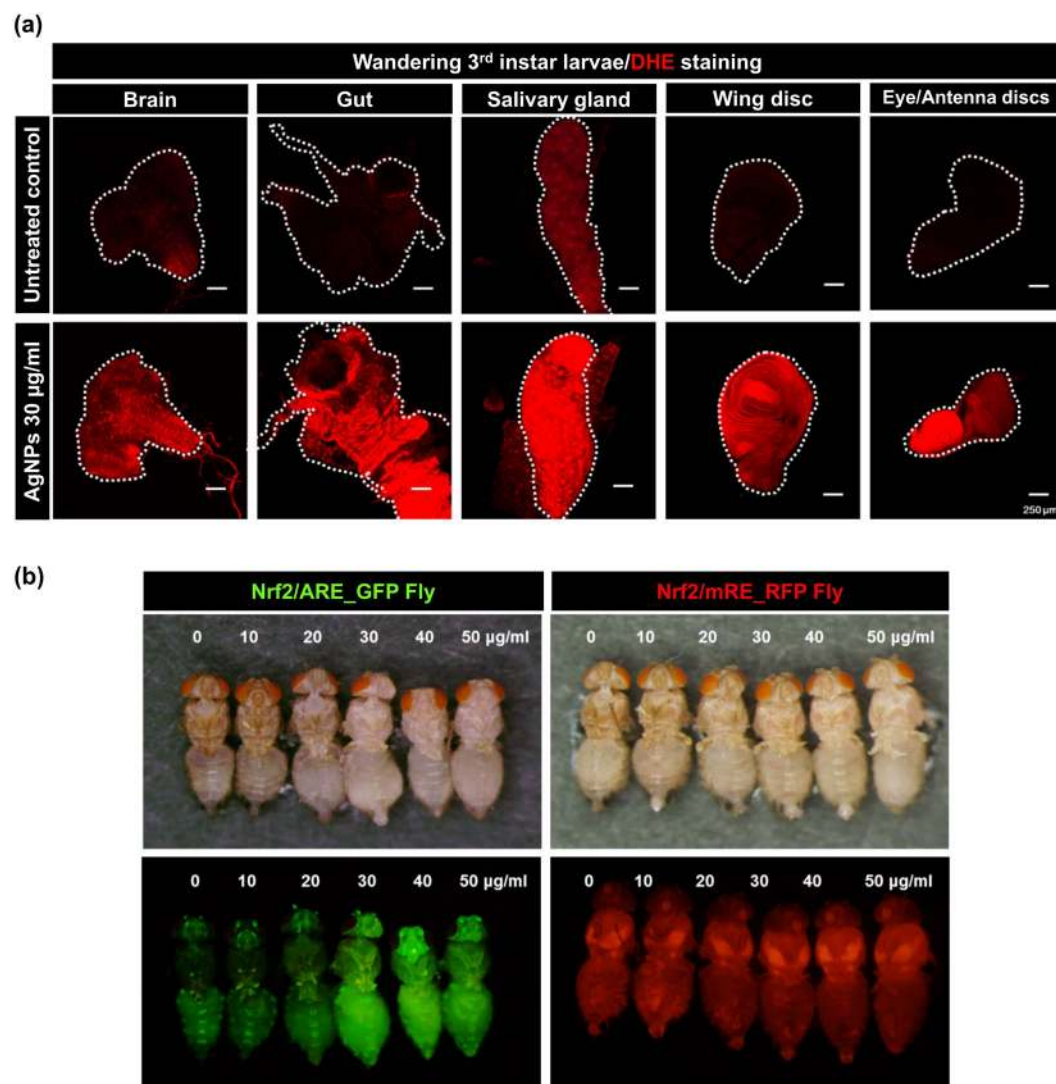 (a)
Wandering 3rd instar larvae/DHE staining
Brain Gut Salivary gland Wing disc Eye/Antenna discs
Untreated control
AgNPs 30 µg/ml
250 µm
(b)
Nrf2/ARE_GFP Fly Nrf2/mRE_RFP Fly
0 10 20 30 40 50 µg/ml 0 10 20 30 40 50 µg/ml
0 10 20 30 40 50 µg/ml 0 10 20 30 40 50 µg/ml